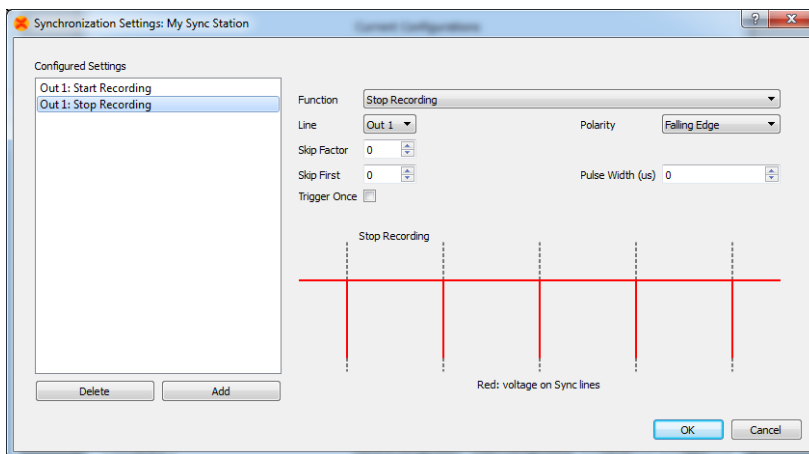 Synchronization Settings: My Sync Station
Current Configurations
Configured Settings
Out 1: Start Recording
Out 1: Stop Recording
Function Stop Recording
Line Out 1 Polarity Falling Edge
Skip Factor 0
Skip First 0 Pulse Width (us) 0
Trigger Once
Stop Recording
Red: voltage on Sync lines
Delete Add
OK Cancel